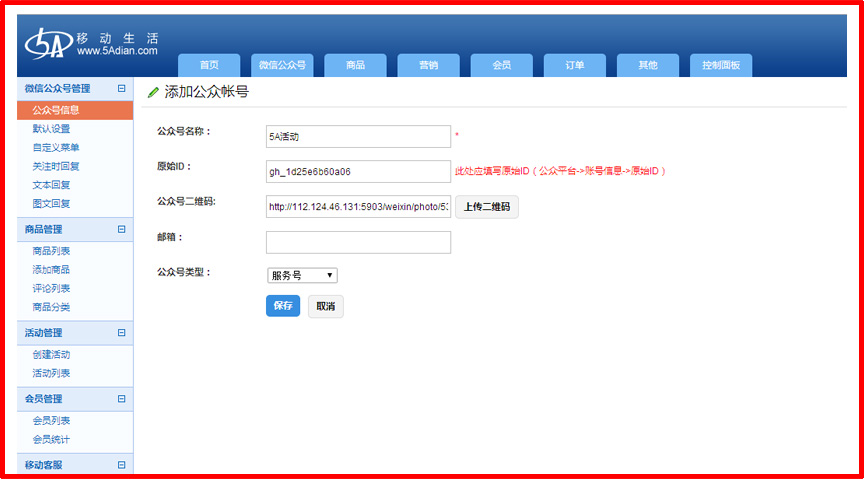 5A 移动生活
www.5Adian.com
首页 微信公众号 商品 营销 会员 订单 其他 控制面板
微信公众号管理
公众号信息
默认设置
自定义菜单
关注时回复
文本回复
图文回复
商品管理
商品列表
添加商品
评论列表
商品分类
活动管理
创建活动
活动列表
会员管理
会员列表
会员统计
移动客服
添加公众帐号
公众号名称： 5A活动 *
原始ID： gh_1d25e6b60a06 此处应填写原始ID（公众平台->账号信息->原始ID）
公众号二维码: http://112.124.46.131:5903/weixin/photo/53 上传二维码
邮箱：
公众号类型： 服务号
保存 取消